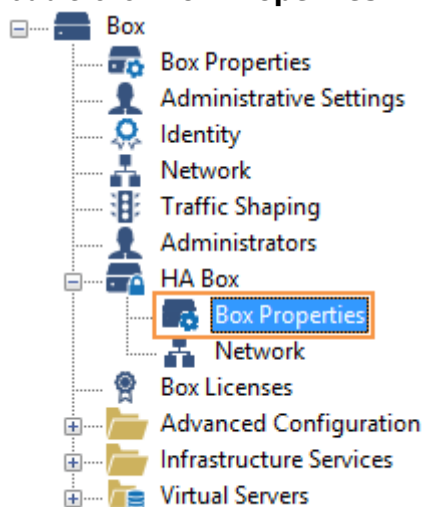 Box
Box Properties
Administrative Settings
Identity
Network
Traffic Shaping
Administrators
HA Box
Box Properties
Network
Box Licenses
Advanced Configuration
Infrastructure Services
Virtual Servers